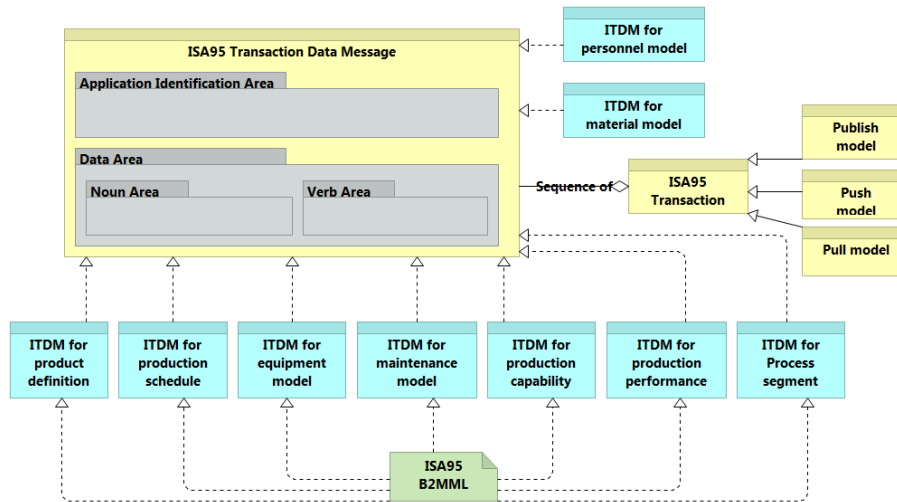 ISA95 Transaction Data Message
Application Identification Area
Data Area
Noun Area
Verb Area
ITDM for
personnel model
ITDM for
material model
Sequence of
ISA95
Transaction
Publish
model
Push
model
Pull model
ITDM for
product
definition
ITDM for
production
schedule
ITDM for
equipment
model
ITDM for
maintenance
model
ITDM for
production
capability
ITDM for
production
performance
ITDM for
Process
segment
ISA95
B2MML